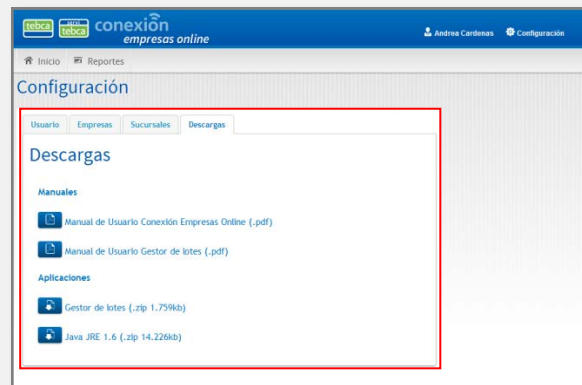 tebca
servi
tebca
conexión
empresas online
Andrea Cardenas
Configuración
Inicio
Reportes
Configuración
Usuario
Empresas
Sucursales
Descargas
Descargas
Manuales
Manual de Usuario Conexión Empresas Online (.pdf)
Manual de Usuario Gestor de lotes (.pdf)
Aplicaciones
Gestor de lotes (.zip 1.759kb)
Java JRE 1.6 (.zip 14.226kb)